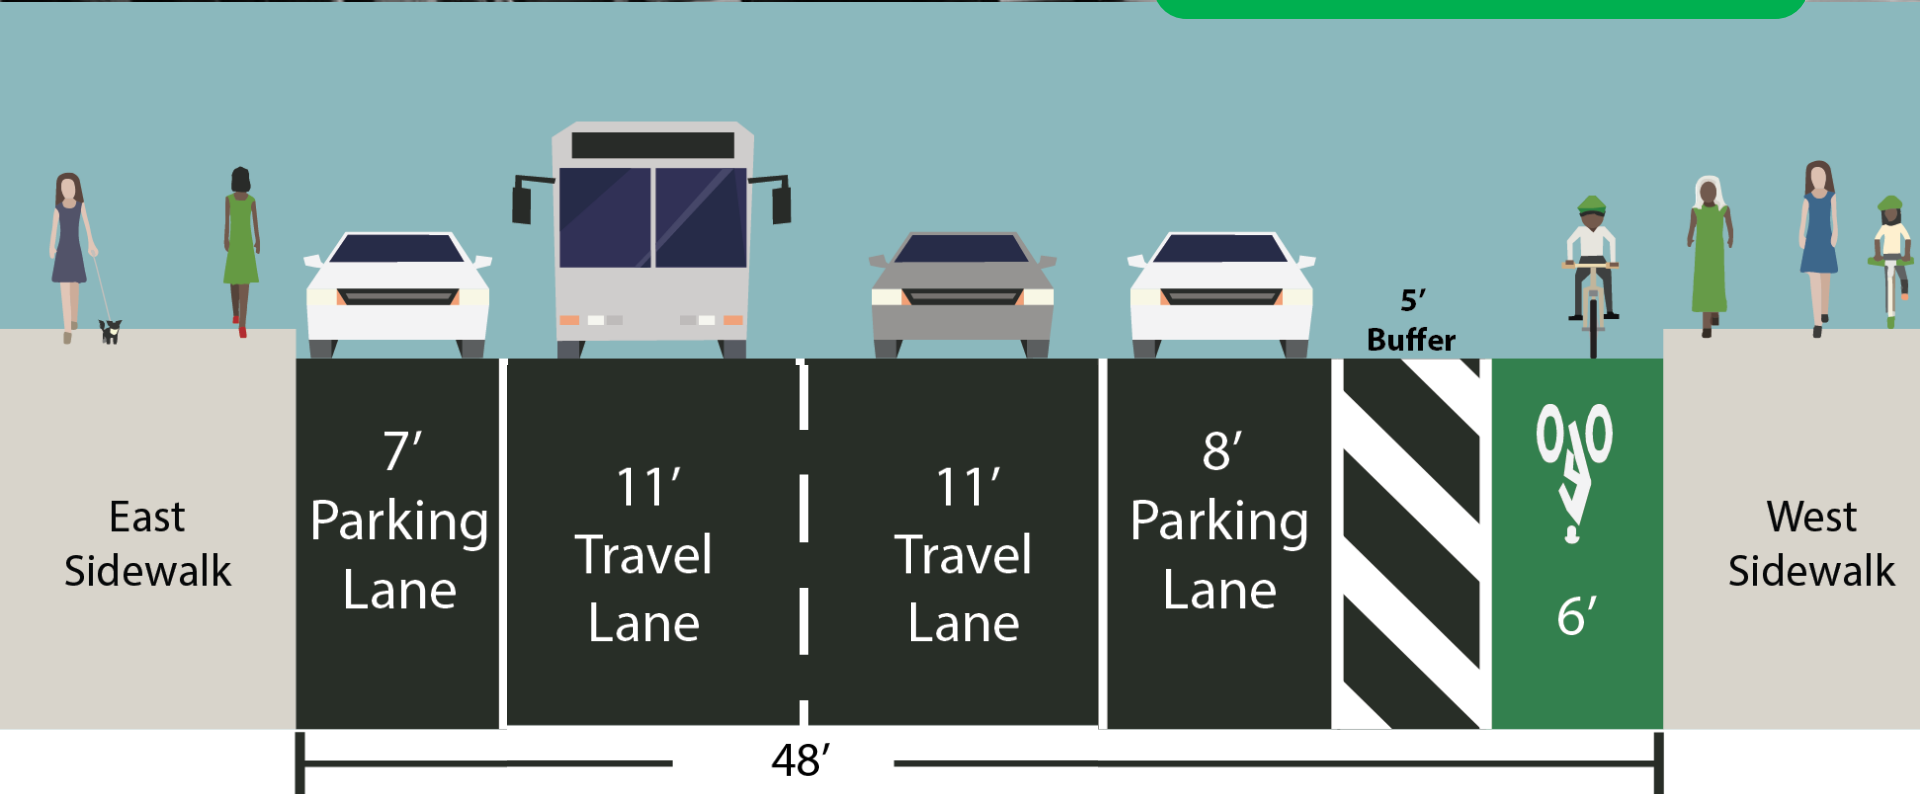 5’
Buffer
7’
Parking
Lane
11’
Travel
Lane
11’
Travel
Lane
8’
Parking
Lane
6’
East
Sidewalk
West
Sidewalk
48’